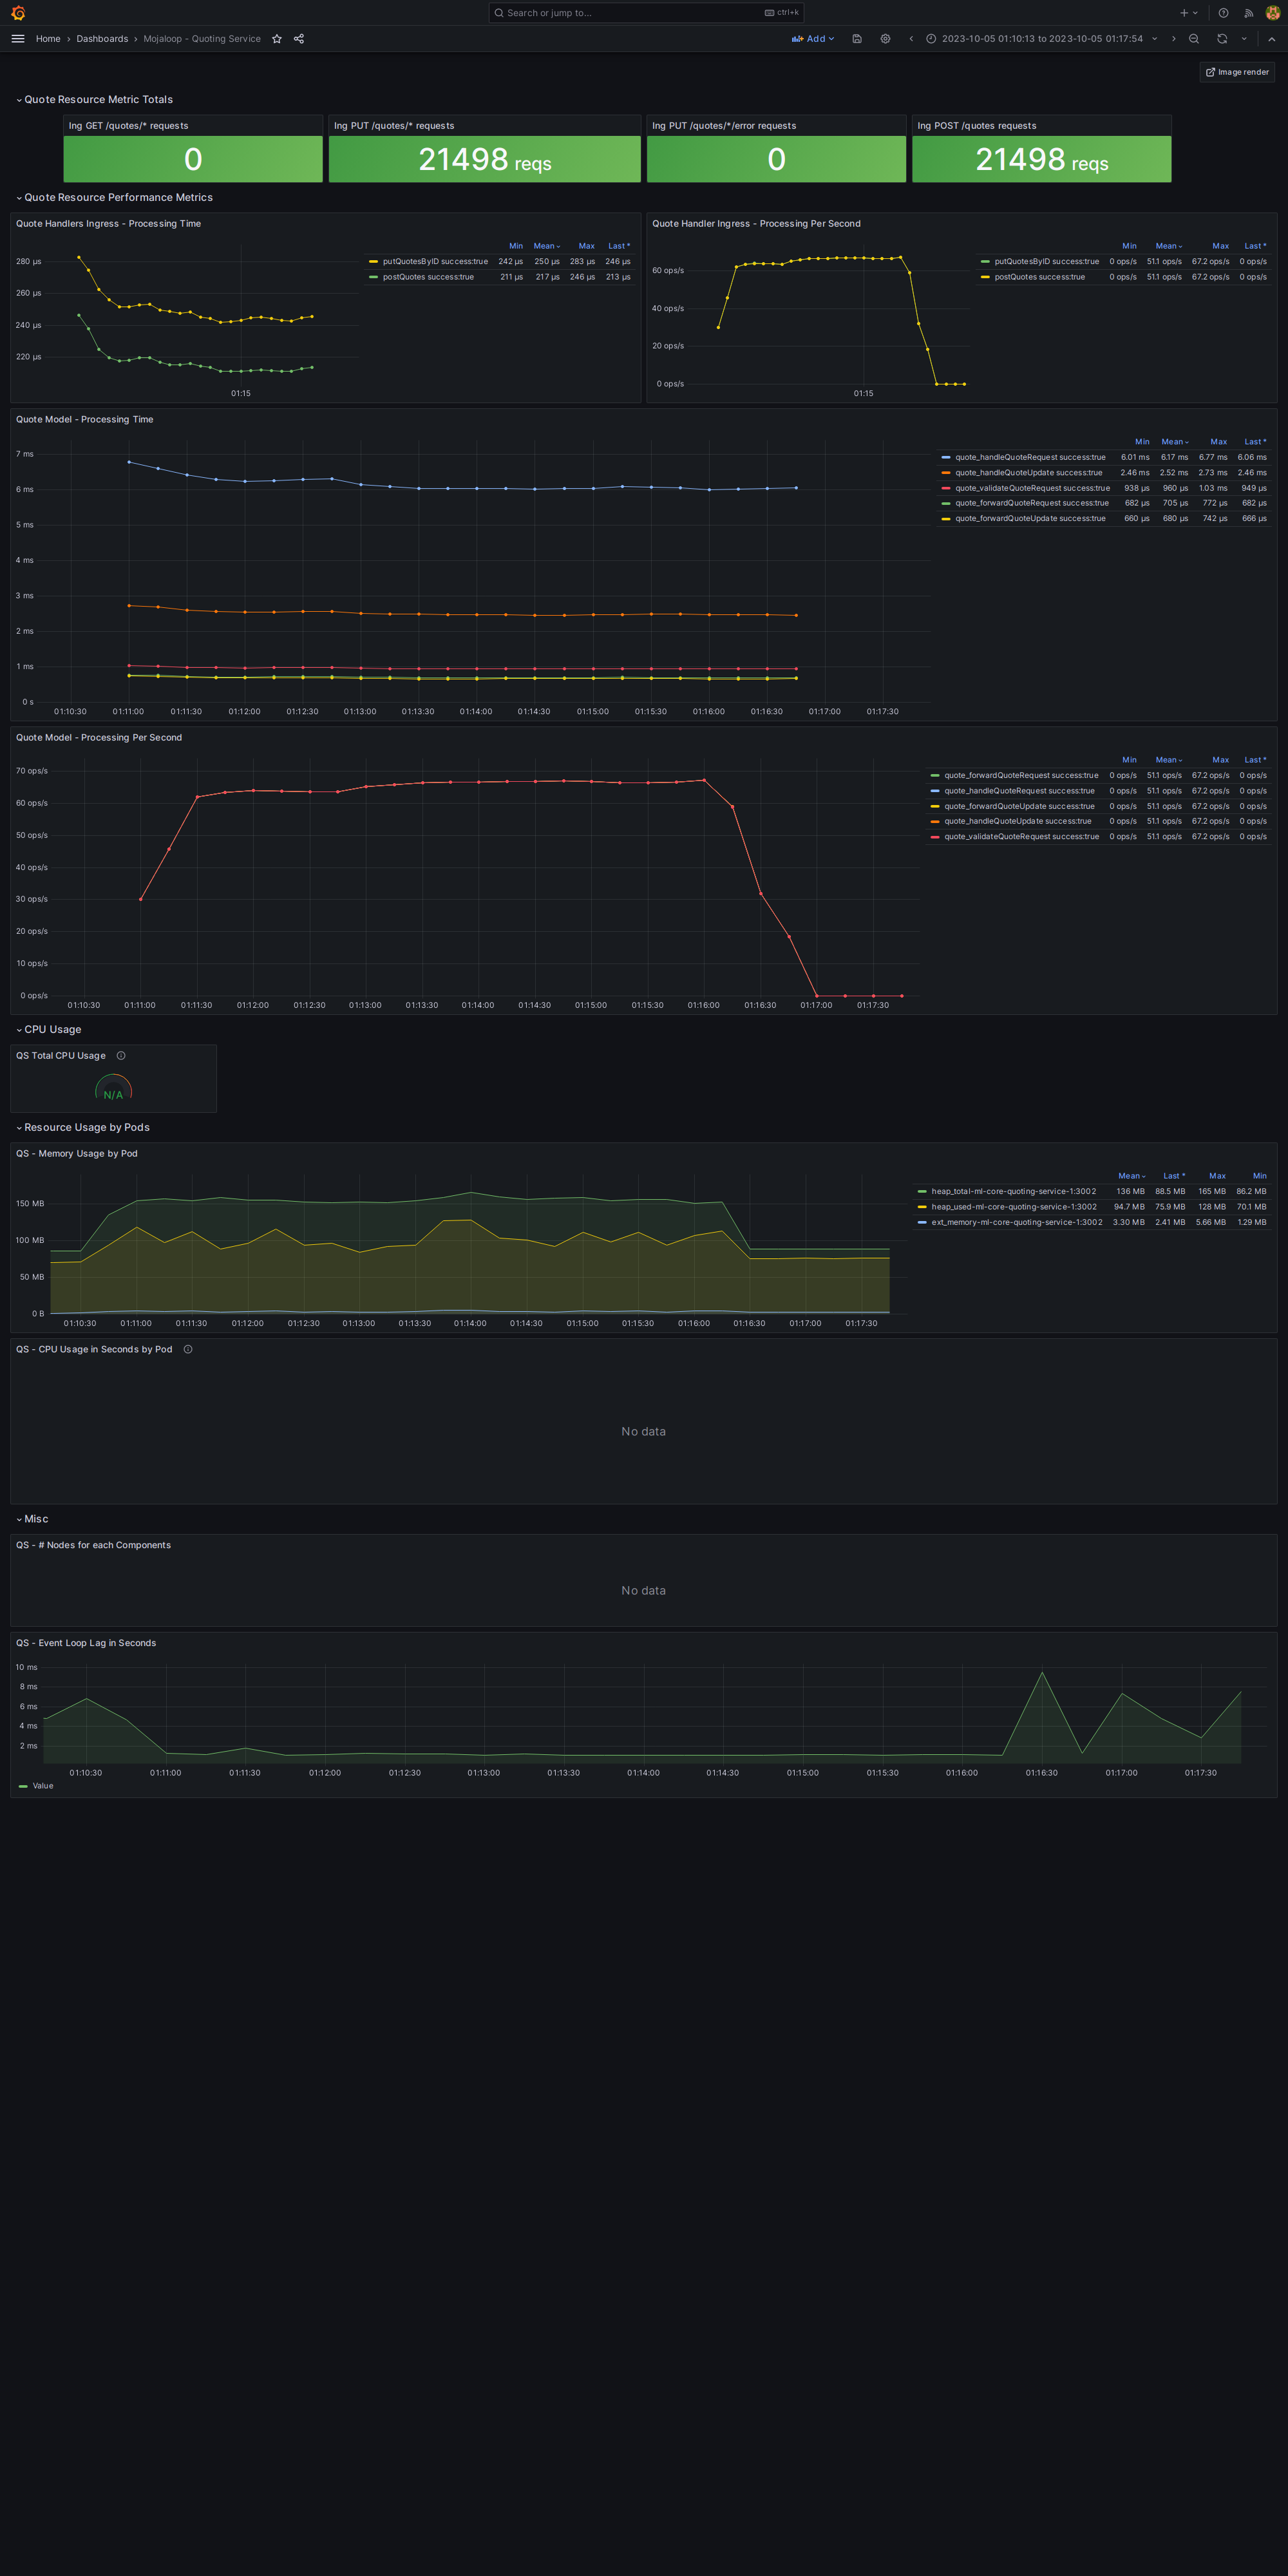 Search or jump to...
ctrl+k
Home › Dashboards › Mojaloop - Quoting Service
Add
2023-10-05 01:10:13 to 2023-10-05 01:17:54
Image render
Quote Resource Metric Totals
Ing GET /quotes/* requests
0
Ing PUT /quotes/* requests
21498 reqs
Ing PUT /quotes/*/error requests
0
Ing POST /quotes requests
21498 reqs
Quote Resource Performance Metrics
Quote Handlers Ingress - Processing Time
280 µs
260 µs
240 µs
220 µs
01:15
Min Mean Max Last *
putQuotesByID success:true 242 µs 250 µs 283 µs 246 µs
postQuotes success:true 211 µs 217 µs 246 µs 213 µs
Quote Handler Ingress - Processing Per Second
60 ops/s
40 ops/s
20 ops/s
0 ops/s
01:15
Min Mean Max Last *
putQuotesByID success:true 0 ops/s 51.1 ops/s 67.2 ops/s 0 ops/s
postQuotes success:true 0 ops/s 51.1 ops/s 67.2 ops/s 0 ops/s
Quote Model - Processing Time
7 ms
6 ms
5 ms
4 ms
3 ms
2 ms
1 ms
0 s
01:10:30 01:11:00 01:11:30 01:12:00 01:12:30 01:13:00 01:13:30 01:14:00 01:14:30 01:15:00 01:15:30 01:16:00 01:16:30 01:17:00 01:17:30
Min Mean Max Last *
quote_handleQuoteRequest success:true 6.01 ms 6.17 ms 6.77 ms 6.06 ms
quote_handleQuoteUpdate success:true 2.46 ms 2.52 ms 2.73 ms 2.46 ms
quote_validateQuoteRequest success:true 938 µs 960 µs 1.03 ms 949 µs
quote_forwardQuoteRequest success:true 682 µs 705 µs 772 µs 682 µs
quote_forwardQuoteUpdate success:true 660 µs 680 µs 742 µs 666 µs
Quote Model - Processing Per Second
70 ops/s
60 ops/s
50 ops/s
40 ops/s
30 ops/s
20 ops/s
10 ops/s
0 ops/s
01:10:30 01:11:00 01:11:30 01:12:00 01:12:30 01:13:00 01:13:30 01:14:00 01:14:30 01:15:00 01:15:30 01:16:00 01:16:30 01:17:00 01:17:30
Min Mean Max Last *
quote_forwardQuoteRequest success:true 0 ops/s 51.1 ops/s 67.2 ops/s 0 ops/s
quote_handleQuoteRequest success:true 0 ops/s 51.1 ops/s 67.2 ops/s 0 ops/s
quote_forwardQuoteUpdate success:true 0 ops/s 51.1 ops/s 67.2 ops/s 0 ops/s
quote_handleQuoteUpdate success:true 0 ops/s 51.1 ops/s 67.2 ops/s 0 ops/s
quote_validateQuoteRequest success:true 0 ops/s 51.1 ops/s 67.2 ops/s 0 ops/s
CPU Usage
QS Total CPU Usage
N/A
Resource Usage by Pods
QS - Memory Usage by Pod
150 MB
100 MB
50 MB
0 B
01:10:30 01:11:00 01:11:30 01:12:00 01:12:30 01:13:00 01:13:30 01:14:00 01:14:30 01:15:00 01:15:30 01:16:00 01:16:30 01:17:00 01:17:30
Mean Last * Max Min
heap_total-ml-core-quoting-service-1:3002 136 MB 88.5 MB 165 MB 86.2 MB
heap_used-ml-core-quoting-service-1:3002 94.7 MB 75.9 MB 128 MB 70.1 MB
ext_memory-ml-core-quoting-service-1:3002 3.30 MB 2.41 MB 5.66 MB 1.29 MB
QS - CPU Usage in Seconds by Pod
No data
Misc
QS - # Nodes for each Components
No data
QS - Event Loop Lag in Seconds
10 ms
8 ms
6 ms
4 ms
2 ms
01:10:30 01:11:00 01:11:30 01:12:00 01:12:30 01:13:00 01:13:30 01:14:00 01:14:30 01:15:00 01:15:30 01:16:00 01:16:30 01:17:00 01:17:30
Value